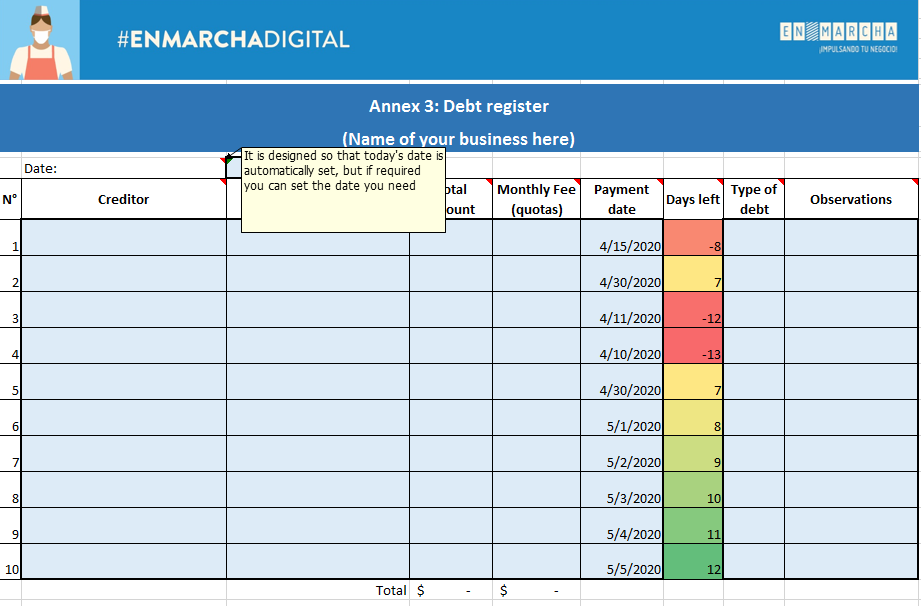 #ENMARCHADIGITAL
EN MARCHA
¡IMPULSANDO TU NEGOCIO!
Annex 3: Debt register
(Name of your business here)
Date:
It is designed so that today's date is
automatically set, but if required
you can set the date you need
N° Creditor otal ount Monthly Fee (quotas) Payment date Days left Type of debt Observations
1 4/15/2020 -8
2 4/30/2020 7
3 4/11/2020 -12
4 4/10/2020 -13
5 4/30/2020 7
6 5/1/2020 8
7 5/2/2020 9
8 5/3/2020 10
9 5/4/2020 11
10 5/5/2020 12
Total $ - $ -